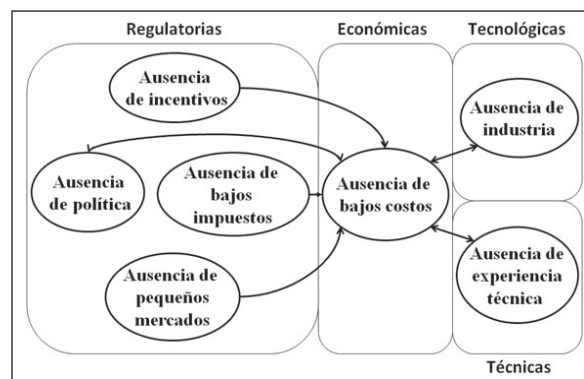 Regulatorias
Económicas
Tecnológicas
Ausencia
de incentivos
Ausencia de
industria
Ausencia
de política
Ausencia de
bajos
impuestos
Ausencia de
bajos costos
Ausencia de
experiencia
técnica
Ausencia de
pequeños
mercados
Técnicas